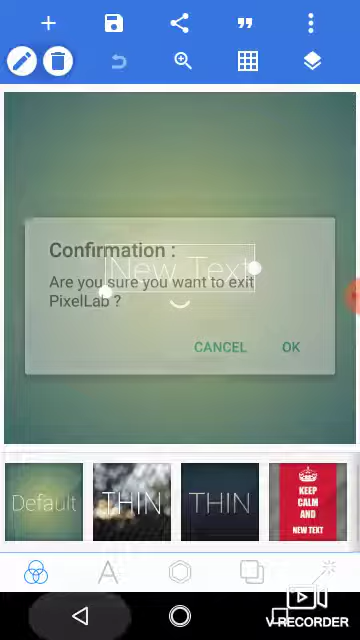 Confirmation :
New Text
Are you sure you want to exit
PixelLab ?
CANCEL
OK
Default
THIN
THIN
KEEP
CALM
AND
NEW TEXT
A
V-RECORDER